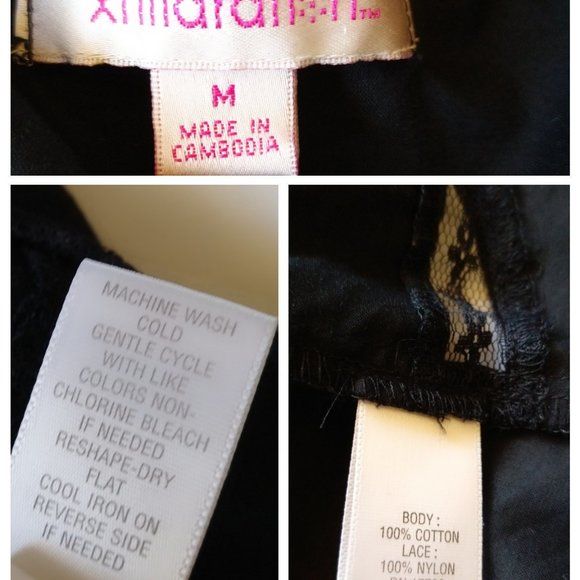 xhilaration™
M
MADE IN
CAMBODIA
MACHINE WASH
COLD
GENTLE CYCLE
WITH LIKE
COLORS NON-
CHLORINE BLEACH
IF NEEDED
RESHAPE-DRY
FLAT
COOL IRON ON
REVERSE SIDE
IF NEEDED
BODY:
100% COTTON
LACE:
100% NYLON